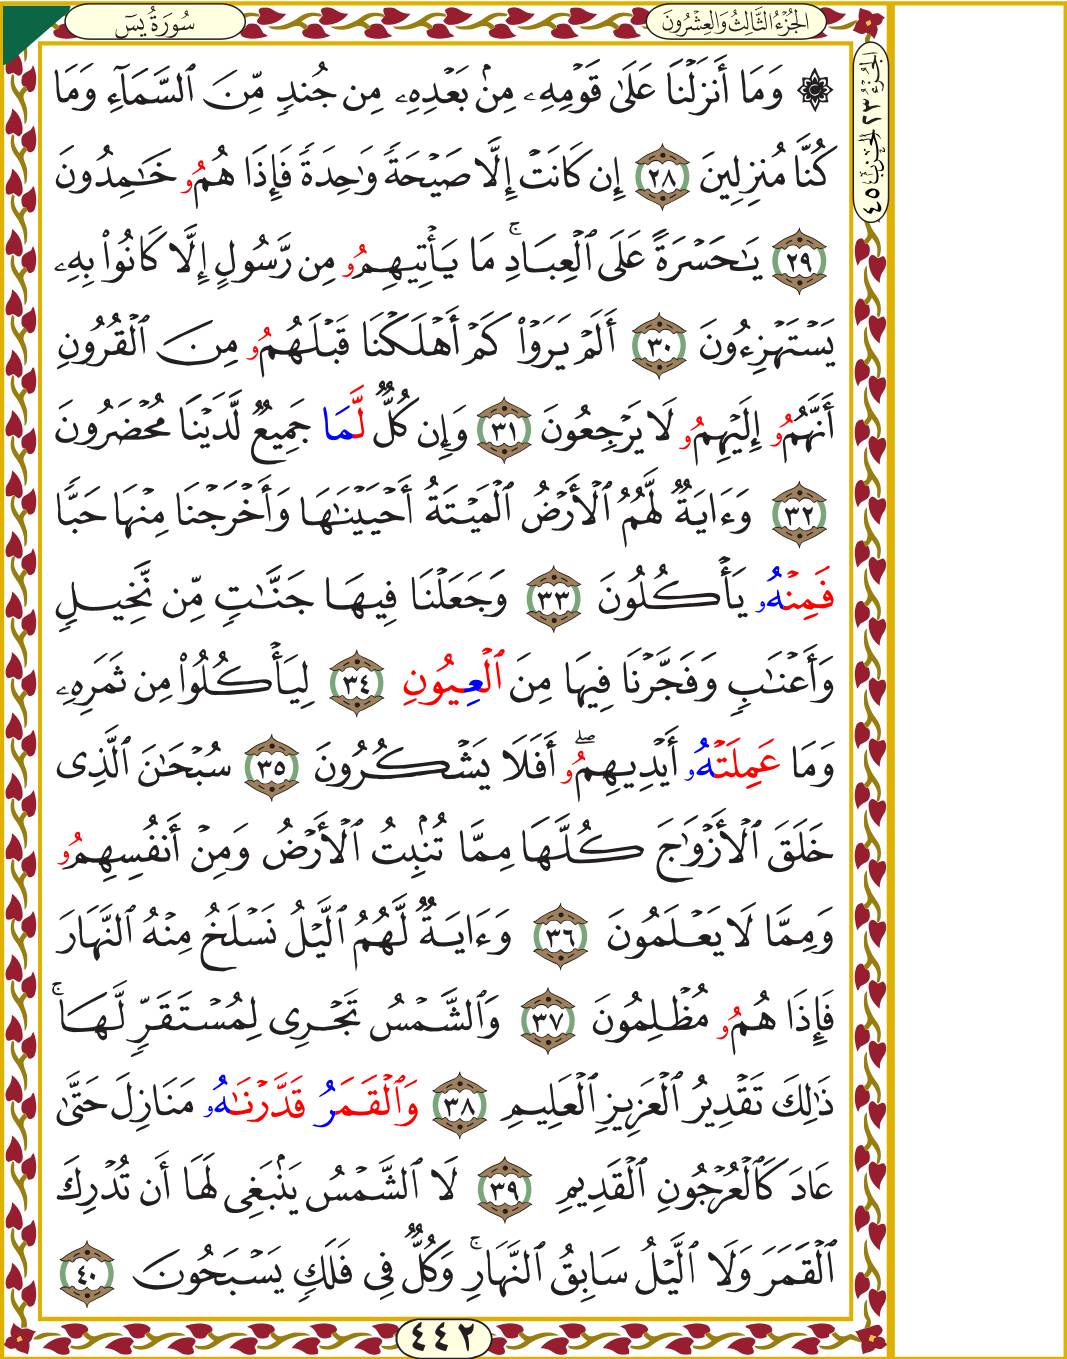 سُورَةُ يسٓ
الجُزْءُ الثَّالِثُ وَالعِشْرُونَ
الجُزْءُ ٢٣ الحِزْبُ ٤٥
۞ وَمَآ أَنزَلْنَا عَلَىٰ قَوْمِهِۦ مِنۢ بَعْدِهِۦ مِن جُندٖ مِّنَ ٱلسَّمَآءِ وَمَا
كُنَّا مُنزِلِينَ ٢٨ إِن كَانَتْ إِلَّا صَيْحَةٗ وَٰحِدَةٗ فَإِذَا هُمُۥ خَٰمِدُونَ
٢٩ يَٰحَسْرَةً عَلَى ٱلْعِبَادِۚ مَا يَأْتِيهِمُۥ مِن رَّسُولٍ إِلَّا كَانُواْ بِهِۦ
يَسْتَهْزِءُونَ ٣٠ أَلَمْ يَرَوْاْ كَمْ أَهْلَكْنَا قَبْلَهُمُۥ مِنَ ٱلْقُرُونِ
أَنَّهُمُۥ إِلَيْهِمُۥ لَا يَرْجِعُونَ ٣١ وَإِن كُلّٞ لَّمَا جَمِيعٞ لَّدَيْنَا مُحْضَرُونَ
٣٢ وَءَايَةٞ لَّهُمُ ٱلْأَرْضُ ٱلْمَيْتَةُ أَحْيَيْنَٰهَا وَأَخْرَجْنَا مِنْهَا حَبّٗا
فَمِنْهُۥ يَأْكُلُونَ ٣٣ وَجَعَلْنَا فِيهَا جَنَّٰتٖ مِّن نَّخِيلٖ
وَأَعْنَٰبٖ وَفَجَّرْنَا فِيهَا مِنَ ٱلْعِيُونِ ٣٤ لِيَأْكُلُواْ مِن ثَمَرِهِۦ
وَمَا عَمِلَتْهُۥ أَيْدِيهِمُۥۖ أَفَلَا يَشْكُرُونَ ٣٥ سُبْحَٰنَ ٱلَّذِى
خَلَقَ ٱلْأَزْوَٰجَ كُلَّهَا مِمَّا تُنۢبِتُ ٱلْأَرْضُ وَمِنْ أَنفُسِهِمُۥ
وَمِمَّا لَا يَعْلَمُونَ ٣٦ وَءَايَةٞ لَّهُمُ ٱلَّيْلُ نَسْلَخُ مِنْهُ ٱلنَّهَارَ
فَإِذَا هُمُۥ مُظْلِمُونَ ٣٧ وَٱلشَّمْسُ تَجْرِى لِمُسْتَقَرّٖ لَّهَاۚ
ذَٰلِكَ تَقْدِيرُ ٱلْعَزِيزِ ٱلْعَلِيمِ ٣٨ وَٱلْقَمَرُ قَدَّرْنَٰهُۥ مَنَازِلَ حَتَّىٰ
عَادَ كَٱلْعُرْجُونِ ٱلْقَدِيمِ ٣٩ لَا ٱلشَّمْسُ يَنۢبَغِى لَهَآ أَن تُدْرِكَ
ٱلْقَمَرَ وَلَا ٱلَّيْلُ سَابِقُ ٱلنَّهَارِۚ وَكُلّٞ فِى فَلَكٖ يَسْبَحُونَ ٤٠
٤٤٢